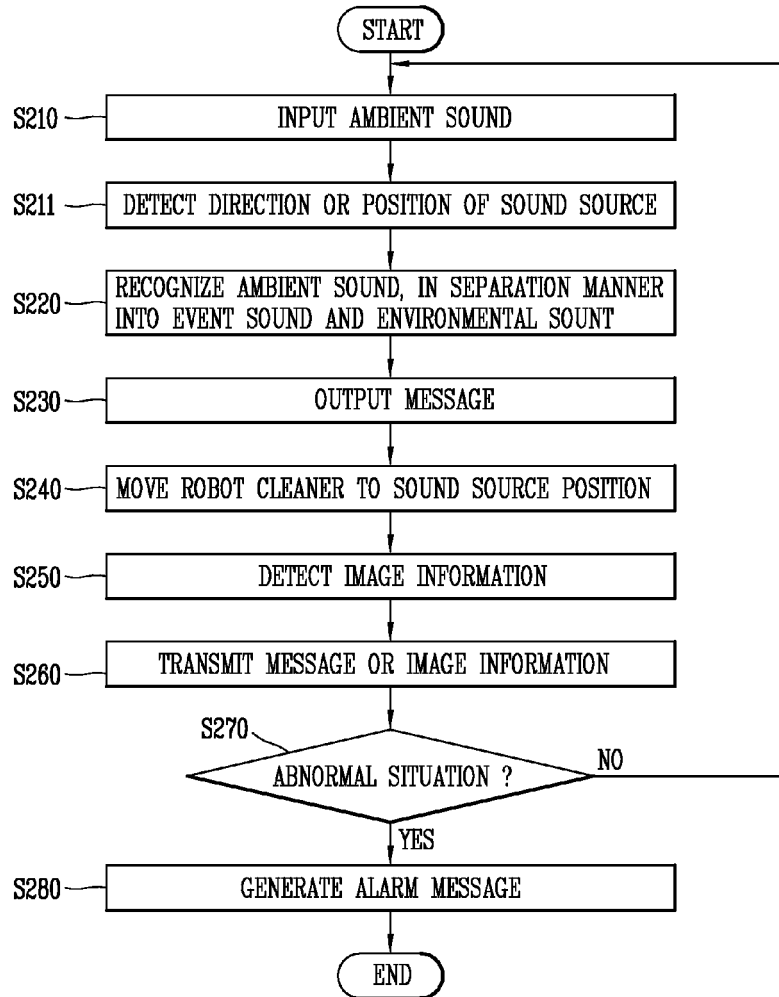 START
S210
INPUT AMBIENT SOUND
S211
DETECT DIRECTION OR POSITION OF SOUND SOURCE
S220
RECOGNIZE AMBIENT SOUND, IN SEPARATION MANNER
INTO EVENT SOUND AND ENVIRONMENTAL SOUNT
S230
OUTPUT MESSAGE
S240
MOVE ROBOT CLEANER TO SOUND SOURCE POSITION
S250
DETECT IMAGE INFORMATION
S260
TRANSMIT MESSAGE OR IMAGE INFORMATION
S270
ABNORMAL SITUATION ?
NO
YES
S280
GENERATE ALARM MESSAGE
END